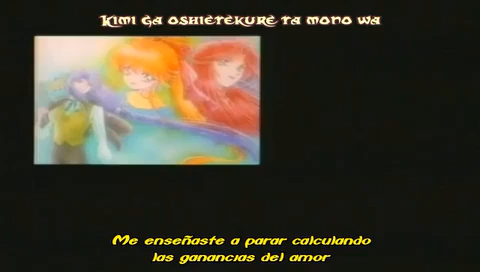 Kimi ga oshietekure ta mono wa
Me enseñaste a parar calculando
las ganancias del amor